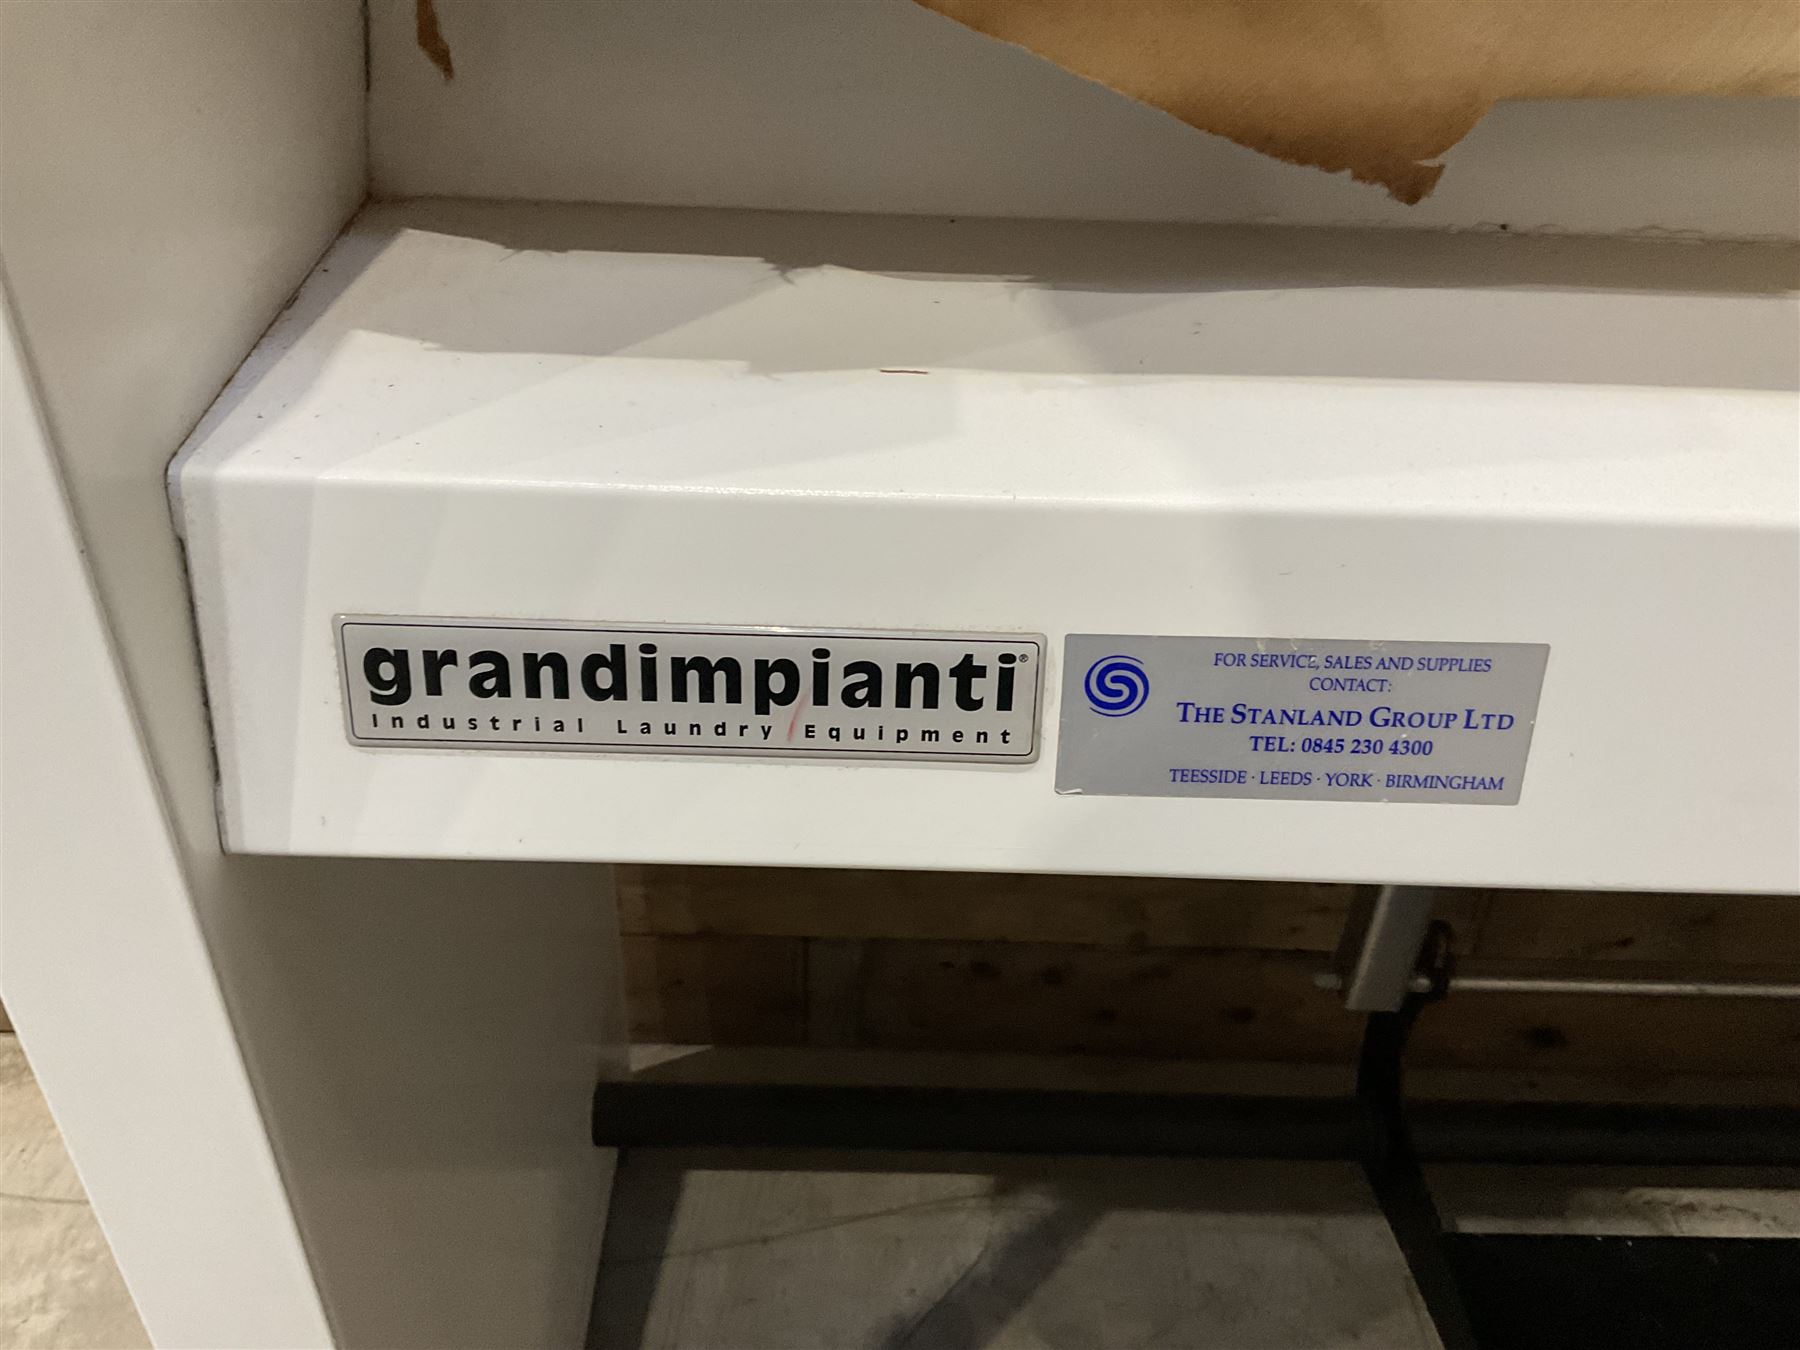 grandimpianti®
Industrial Laundry Equipment
FOR SERVICE, SALES AND SUPPLIES
CONTACT:
THE STANLAND GROUP LTD
TEL: 0845 230 4300
TEESSIDE · LEEDS · YORK · BIRMINGHAM